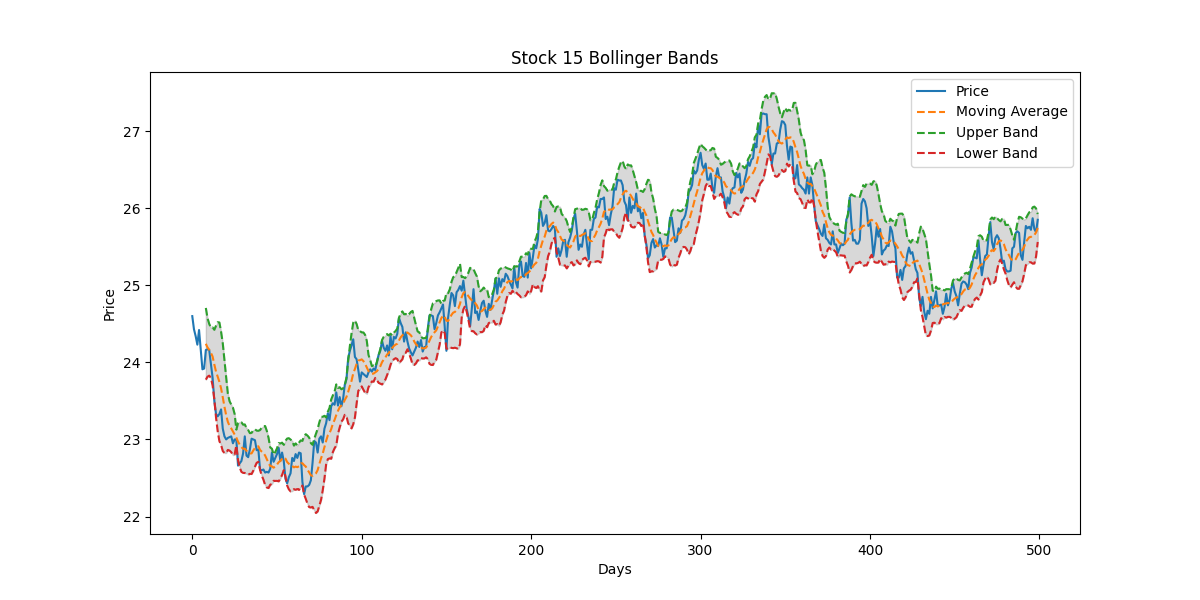 Stock 15 Bollinger Bands
Price
Moving Average
Upper Band
Lower Band
27
26
25
24
23
22
Price
0
100
200
300
400
500
Days